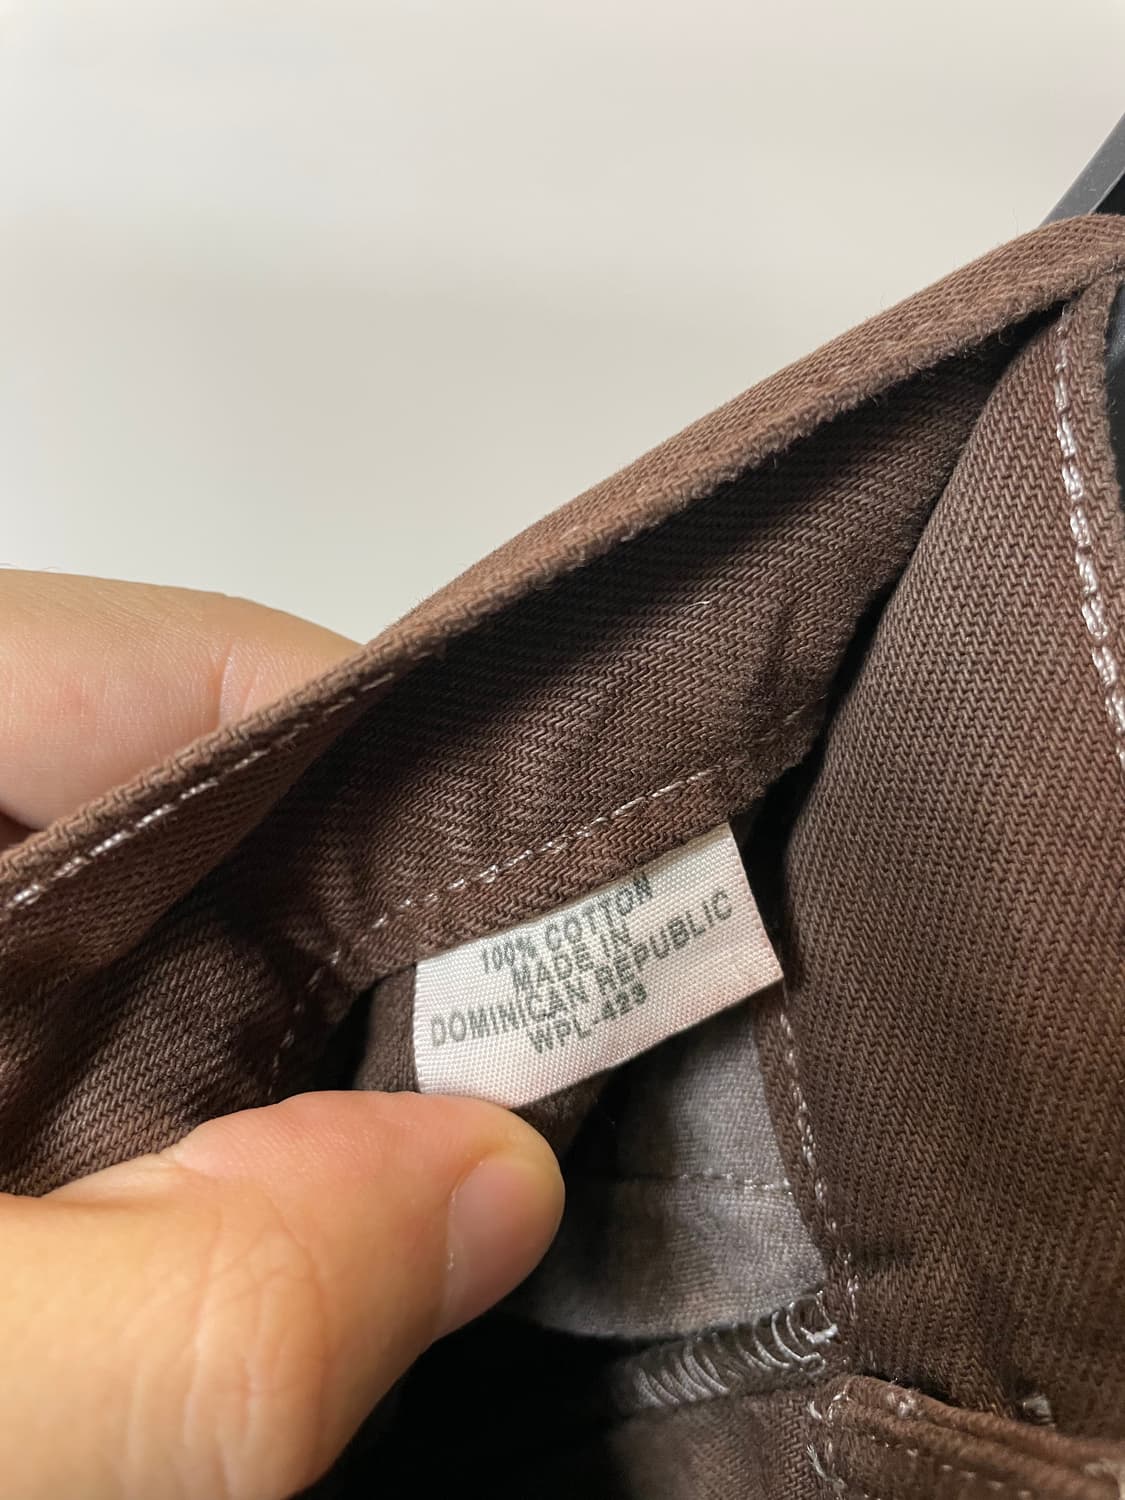 100% COTTON
MADE IN
DOMINICAN REPUBLIC
WPL-423